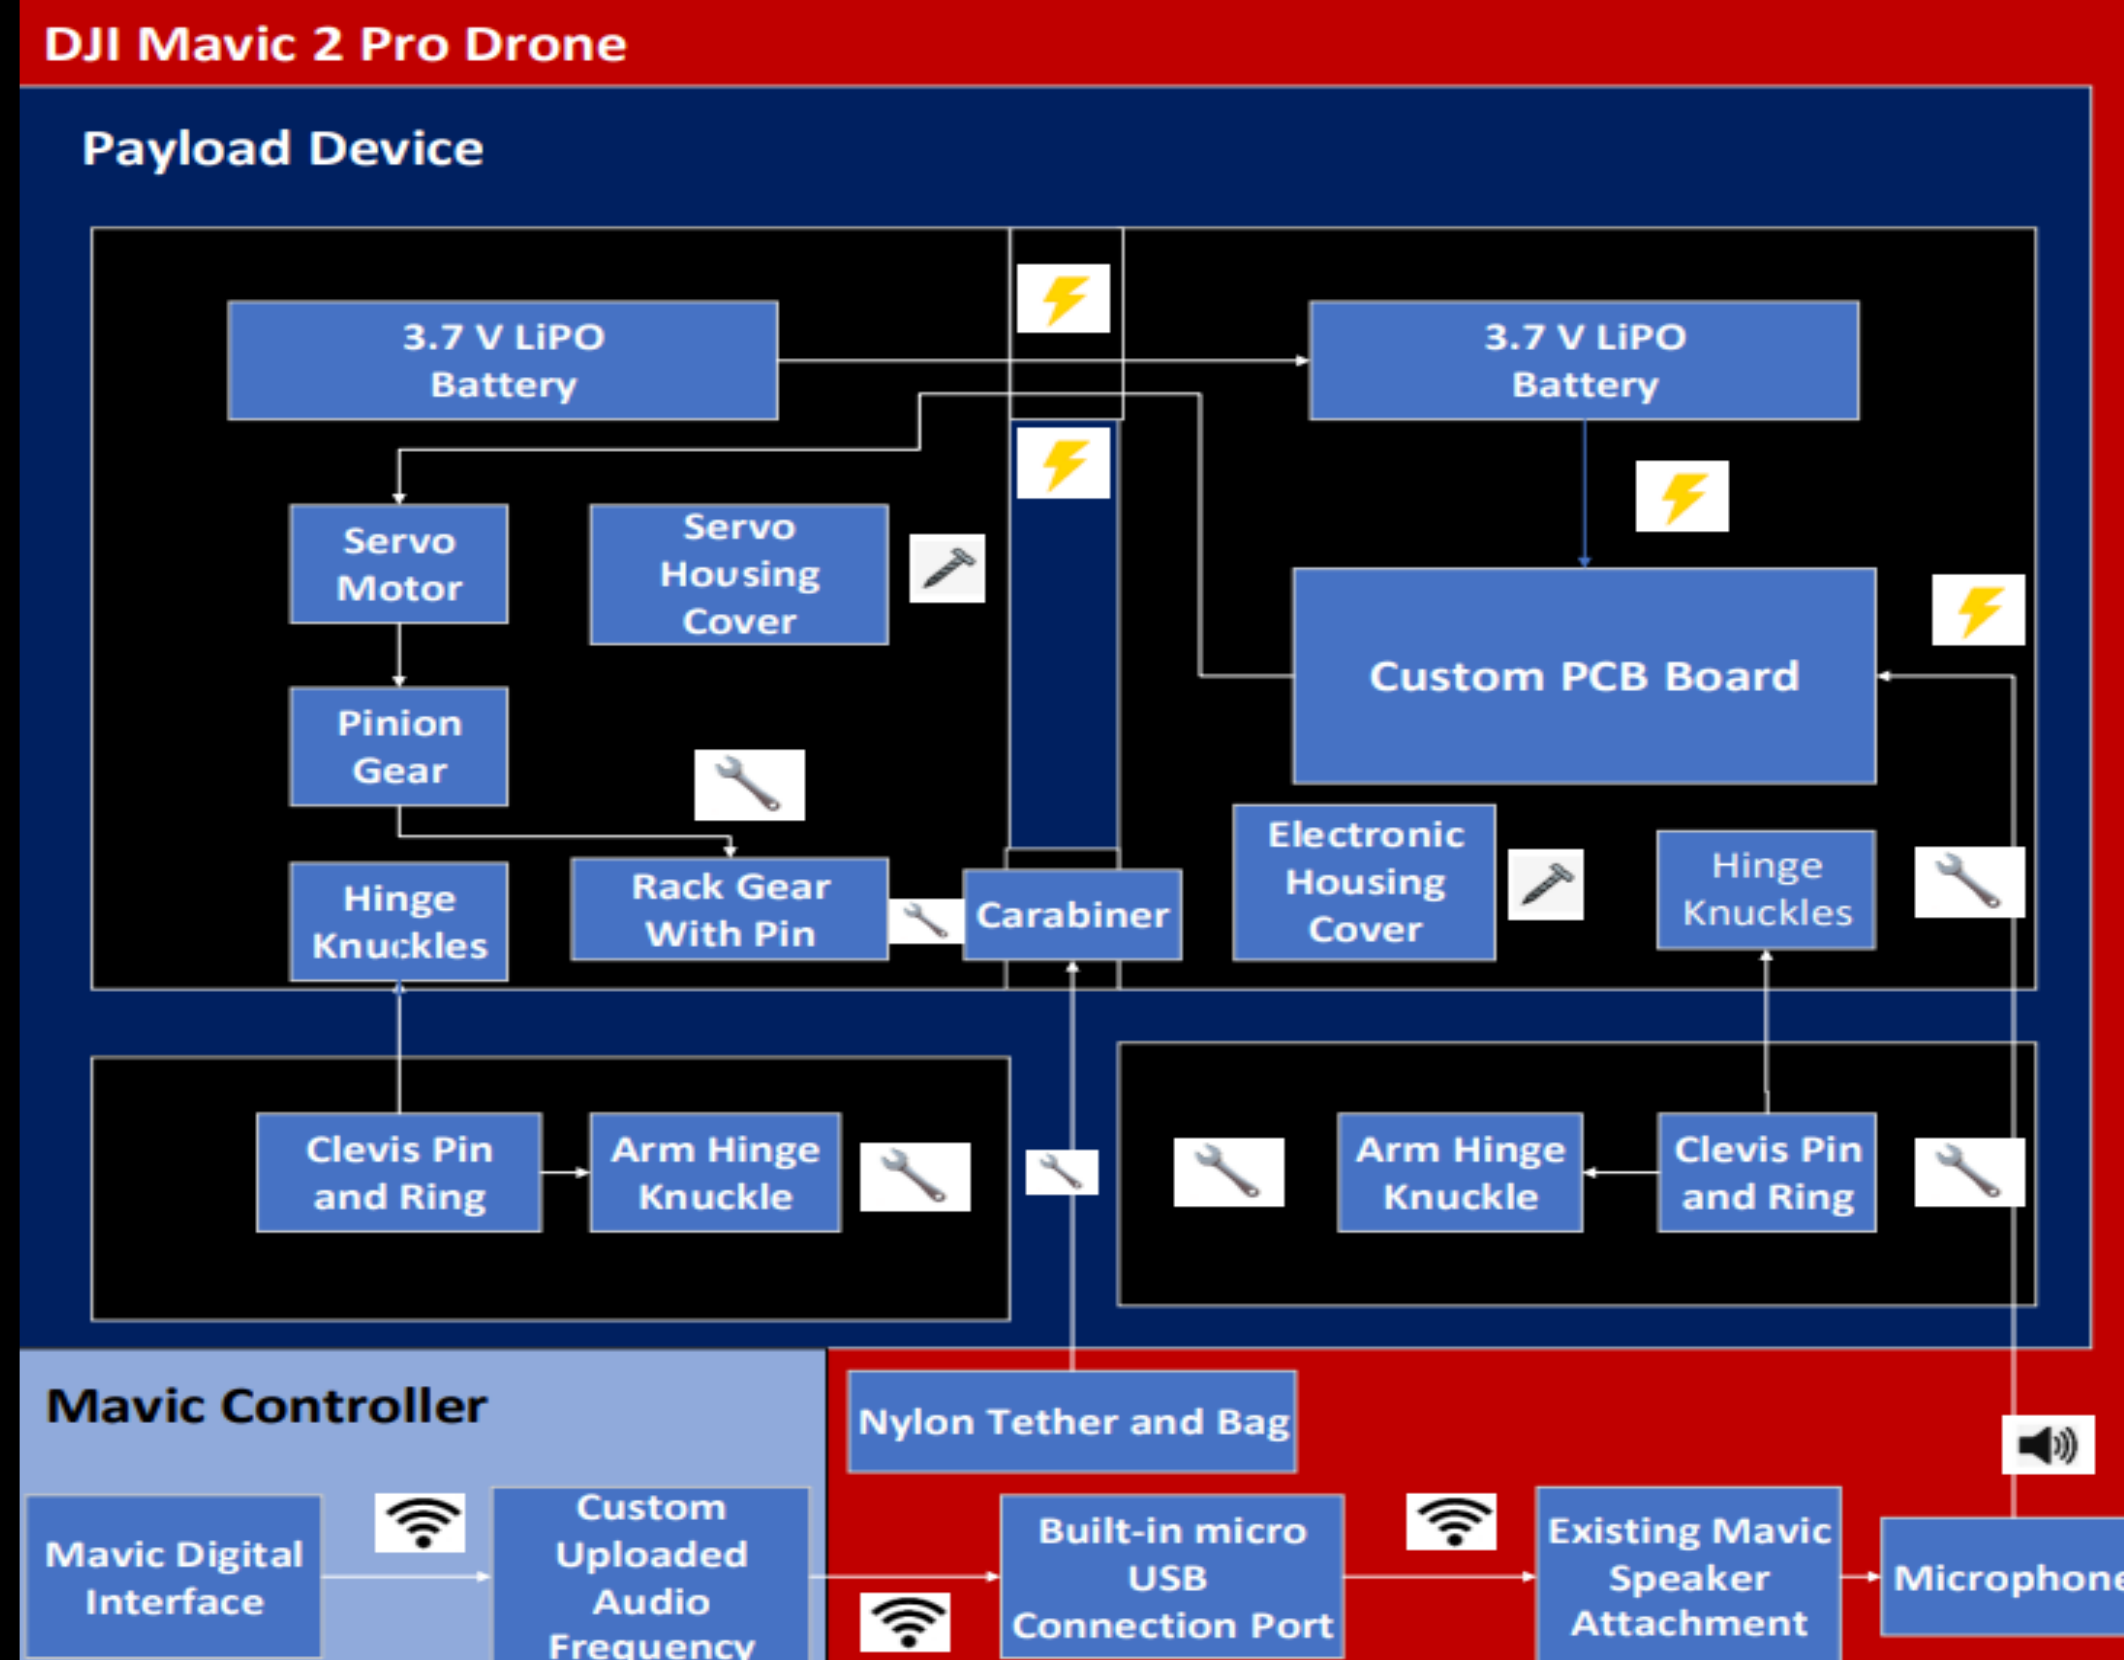 DJI Mavic 2 Pro Drone
Payload Device
3.7 V LiPO
Battery
3.7 V LiPO
Battery
Servo
Motor
Servo
Housing
Cover
Custom PCB Board
Pinion
Gear
Hinge
Knuckles
Rack Gear
With Pin
Carabiner
Electronic
Housing
Cover
Hinge
Knuckles
Clevis Pin
and Ring
Arm Hinge
Knuckle
Arm Hinge
Knuckle
Clevis Pin
and Ring
Mavic Controller
Nylon Tether and Bag
Mavic Digital
Interface
Custom
Uploaded
Audio
Frequency
Built-in micro
USB
Connection Port
Existing Mavic
Speaker
Attachment
Microphone